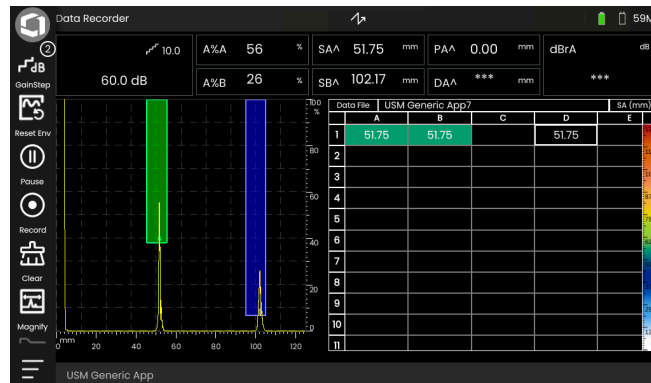 Data Recorder
59M
2
dB
GainStep
10.0
60.0 dB
A%A 56 %
SA^ 51.75 mm
PA^ 0.00 mm
dBrA dB
A%B 26 %
SB^ 102.17 mm
DA^ *** mm
***
Reset Env
Pause
Record
Clear
Magnify
100
%
80
60
40
20
0
mm
0 20 40 60 80 100 120
Data File USM Generic App7 SA (mm)
A B C D E
1 51.75 51.75 51.75
2
3
4
5
6
7
8
9
10
11
USM Generic App